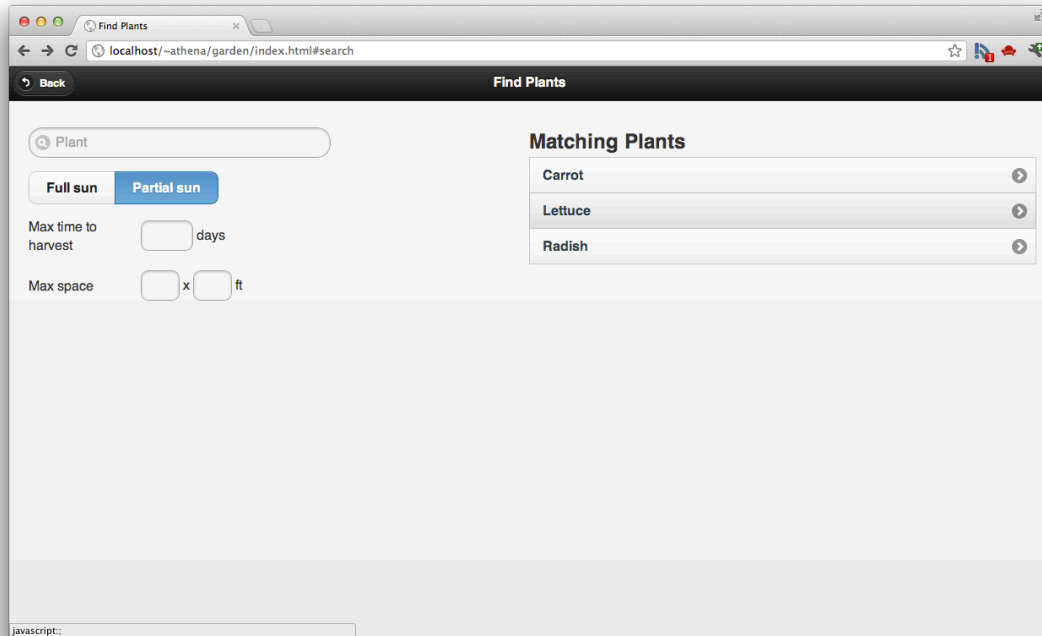 Find Plants
localhost/~athena/garden/index.html#search
1
Back
Find Plants
Plant
Full sun Partial sun
Max time to
harvest
days
Max space
x
ft
Matching Plants
Carrot
Lettuce
Radish
javascript:;